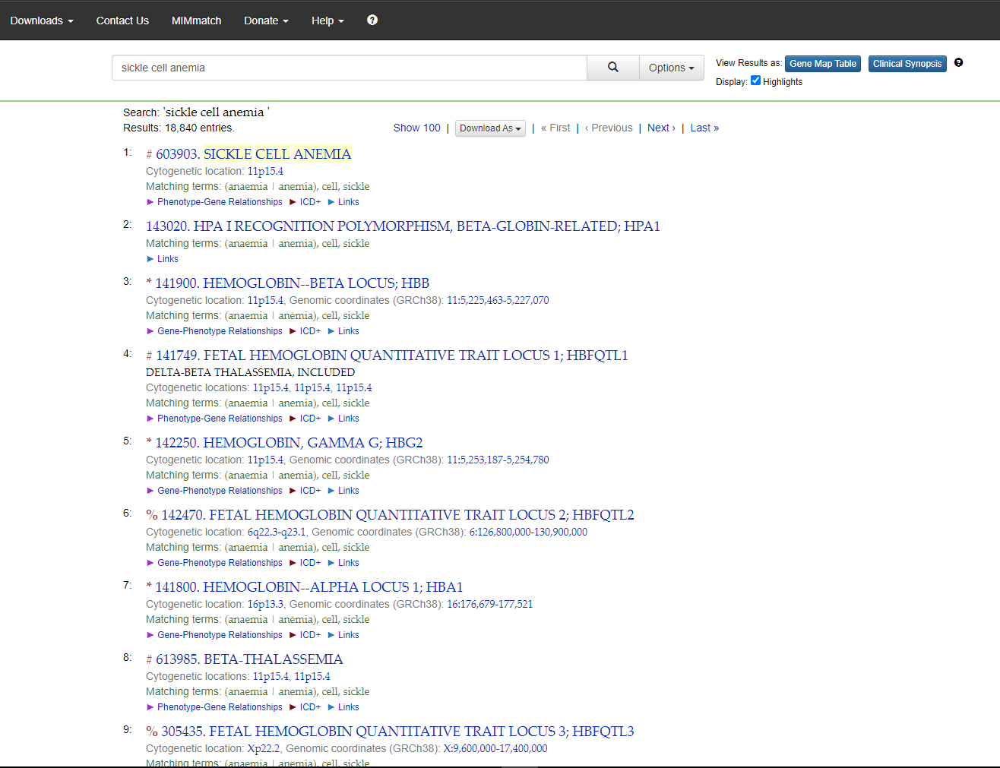 Downloads Contact Us MIMmatch Donate Help ?
sickle cell anemia Options View Results as: Gene Map Table Clinical Synopsis ?
Display: Highlights
Search: 'sickle cell anemia '
Results: 18,840 entries. Show 100 | Download As | « First | ‹ Previous | Next › | Last »
1: # 603903. SICKLE CELL ANEMIA
Cytogenetic location: 11p15.4
Matching terms: (anaemia | anemia), cell, sickle
► Phenotype-Gene Relationships ► ICD+ ► Links
2: 143020. HPA I RECOGNITION POLYMORPHISM, BETA-GLOBIN-RELATED; HPA1
Matching terms: (anaemia | anemia), cell, sickle
► Links
3: * 141900. HEMOGLOBIN--BETA LOCUS; HBB
Cytogenetic location: 11p15.4, Genomic coordinates (GRCh38): 11:5,225,463-5,227,070
Matching terms: (anaemia | anemia), cell, sickle
► Gene-Phenotype Relationships ► ICD+ ► Links
4: # 141749. FETAL HEMOGLOBIN QUANTITATIVE TRAIT LOCUS 1; HBFQTL1
DELTA-BETA THALASSEMIA, INCLUDED
Cytogenetic locations: 11p15.4, 11p15.4, 11p15.4
Matching terms: (anaemia | anemia), cell, sickle
► Phenotype-Gene Relationships ► ICD+ ► Links
5: * 142250. HEMOGLOBIN, GAMMA G; HBG2
Cytogenetic location: 11p15.4, Genomic coordinates (GRCh38): 11:5,253,187-5,254,780
Matching terms: (anaemia | anemia), cell, sickle
► Gene-Phenotype Relationships ► ICD+ ► Links
6: % 142470. FETAL HEMOGLOBIN QUANTITATIVE TRAIT LOCUS 2; HBFQTL2
Cytogenetic location: 6q22.3-q23.1, Genomic coordinates (GRCh38): 6:126,800,000-130,900,000
Matching terms: (anaemia | anemia), cell, sickle
► Gene-Phenotype Relationships ► ICD+ ► Links
7: * 141800. HEMOGLOBIN--ALPHA LOCUS 1; HBA1
Cytogenetic location: 16p13.3, Genomic coordinates (GRCh38): 16:176,679-177,521
Matching terms: (anaemia | anemia), cell, sickle
► Gene-Phenotype Relationships ► ICD+ ► Links
8: # 613985. BETA-THALASSEMIA
Cytogenetic locations: 11p15.4, 11p15.4
Matching terms: (anaemia | anemia), cell, sickle
► Phenotype-Gene Relationships ► ICD+ ► Links
9: % 305435. FETAL HEMOGLOBIN QUANTITATIVE TRAIT LOCUS 3; HBFQTL3
Cytogenetic location: Xp22.2, Genomic coordinates (GRCh38): X:9,600,000-17,400,000
Matching terms: (anaemia | anemia), cell, sickle